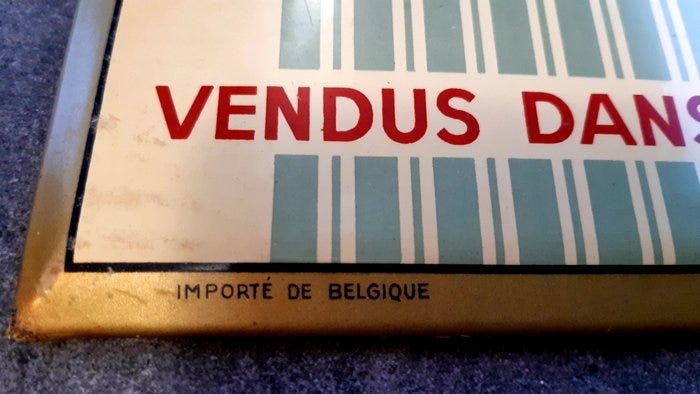 VENDUS DANS
IMPORTÉ DE BELGIQUE